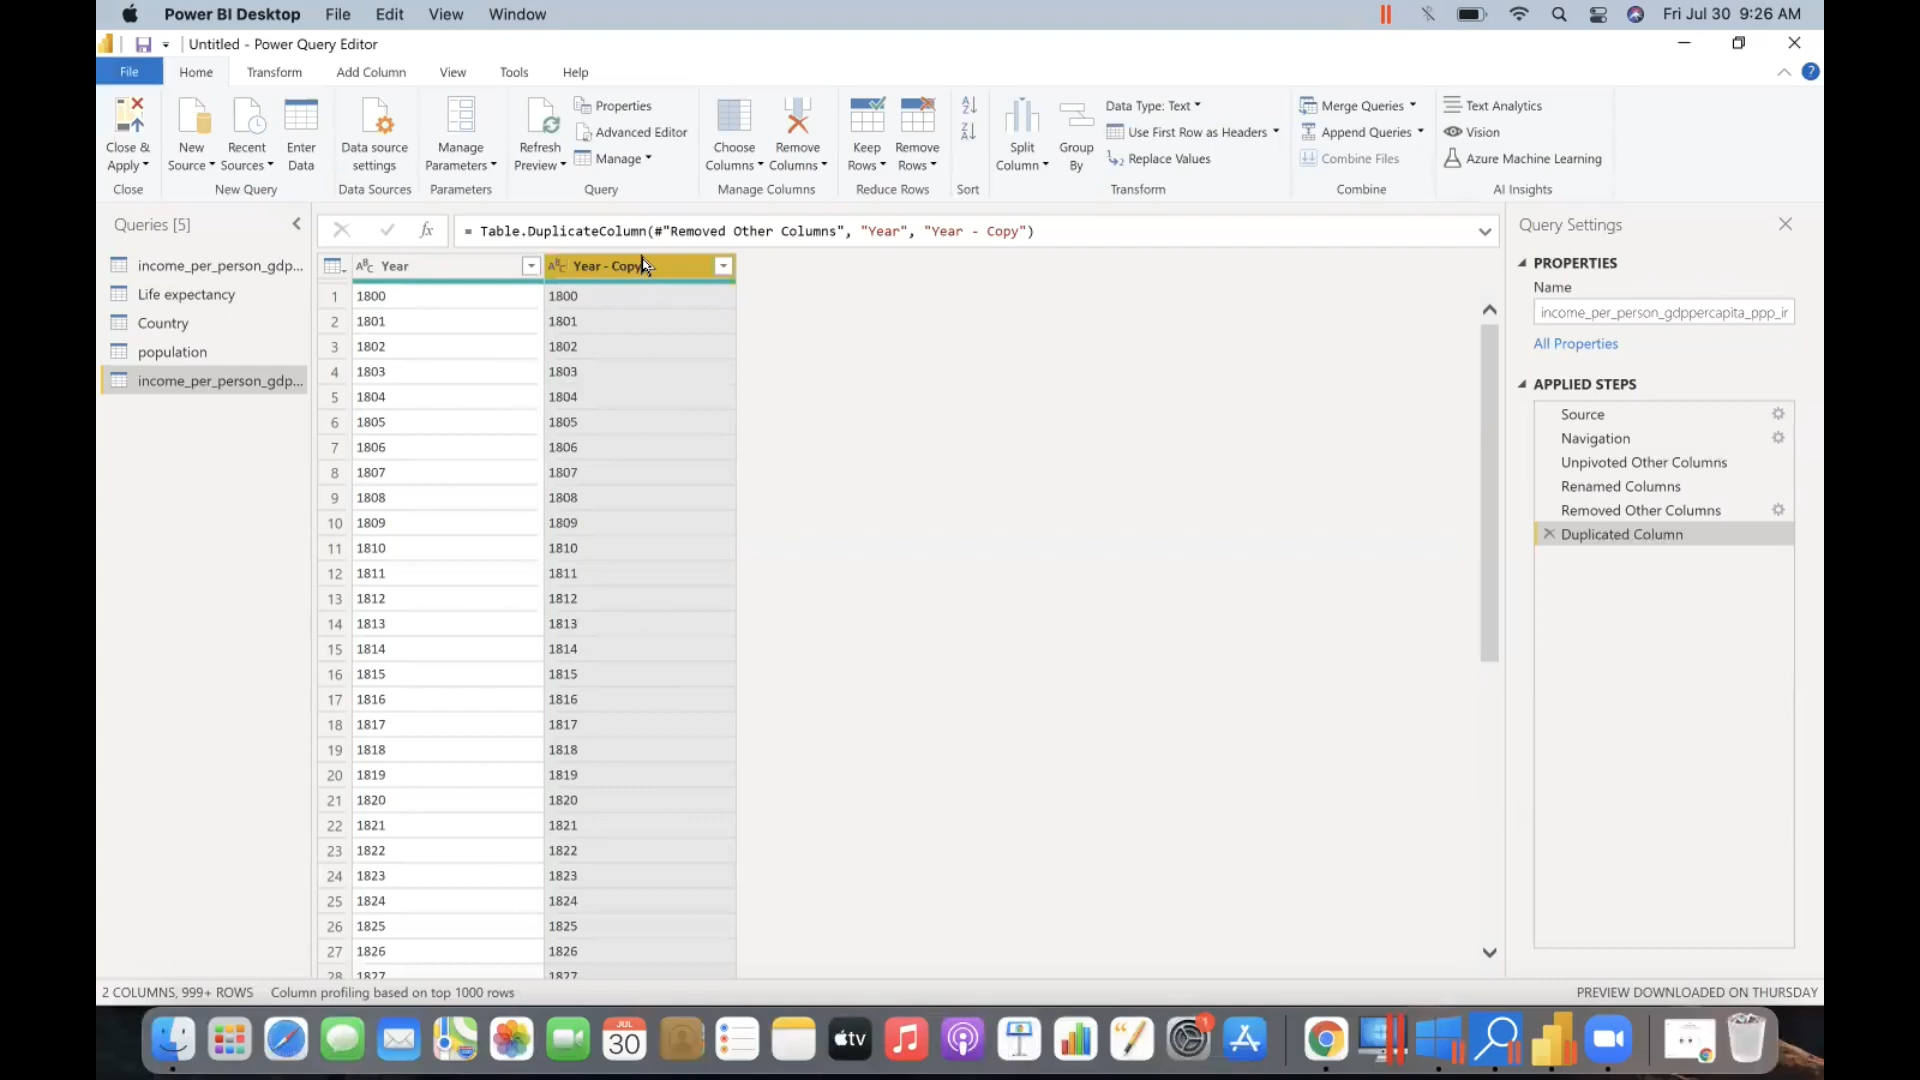 Power BI Desktop File Edit View Window Fri Jul 30 9:26 AM
Untitled - Power Query Editor
File Home Transform Add Column View Tools Help ?
Close & Apply
New Source
Recent Sources
Enter Data
Data source settings
Manage Parameters
Refresh Preview
Properties
Advanced Editor
Manage
Choose Columns
Remove Columns
Keep Rows
Remove Rows
Split Column
Group By
Data Type: Text
Use First Row as Headers
Replace Values
Merge Queries
Append Queries
Combine Files
Text Analytics
Vision
Azure Machine Learning
Close New Query Data Sources Parameters Query Manage Columns Reduce Rows Sort Transform Combine AI Insights
Queries [5]
income_per_person_gdp...
Life expectancy
Country
population
income_per_person_gdp...
fx = Table.DuplicateColumn(#"Removed Other Columns", "Year", "Year - Copy")
Year Year - Copy
1 1800 1800
2 1801 1801
3 1802 1802
4 1803 1803
5 1804 1804
6 1805 1805
7 1806 1806
8 1807 1807
9 1808 1808
10 1809 1809
11 1810 1810
12 1811 1811
13 1812 1812
14 1813 1813
15 1814 1814
16 1815 1815
17 1816 1816
18 1817 1817
19 1818 1818
20 1819 1819
21 1820 1820
22 1821 1821
23 1822 1822
24 1823 1823
25 1824 1824
26 1825 1825
27 1826 1826
28 1827 1827
Query Settings
PROPERTIES
Name
income_per_person_gdppercapita_ppp_ir
All Properties
APPLIED STEPS
Source
Navigation
Unpivoted Other Columns
Renamed Columns
Removed Other Columns
Duplicated Column
2 COLUMNS, 999+ ROWS Column profiling based on top 1000 rows PREVIEW DOWNLOADED ON THURSDAY
JUL
30
tv
1